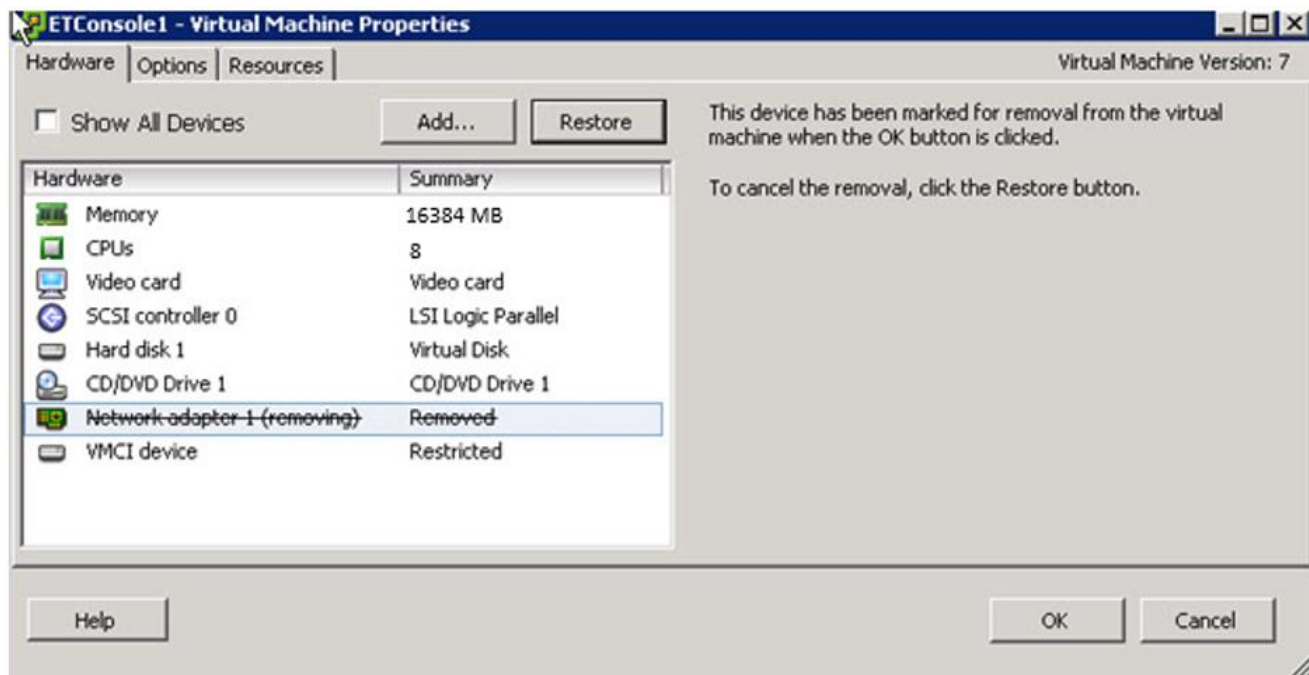 ETConsole1 - Virtual Machine Properties
Hardware Options Resources Virtual Machine Version: 7
Show All Devices Add... Restore
Hardware Summary
Memory 16384 MB
CPUs 8
Video card Video card
SCSI controller 0 LSI Logic Parallel
Hard disk 1 Virtual Disk
CD/DVD Drive 1 CD/DVD Drive 1
Network adapter 1 (removing) Removed
VMCI device Restricted
This device has been marked for removal from the virtual
machine when the OK button is clicked.
To cancel the removal, click the Restore button.
Help OK Cancel